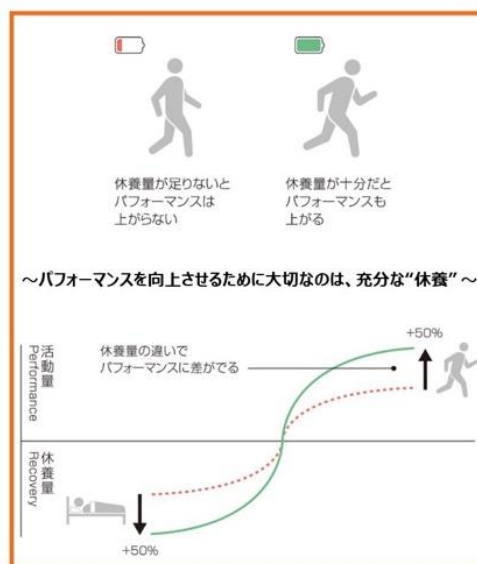 休養量が足りないと
パフォーマンスは
上がらない
休養量が十分だと
パフォーマンスも
上がる
～パフォーマンスを向上させるために大切なのは、充分な“休養”～
+50%
活動量
Performance
休養量の違いで
パフォーマンスに差がでる
休養量
Recovery
+50%